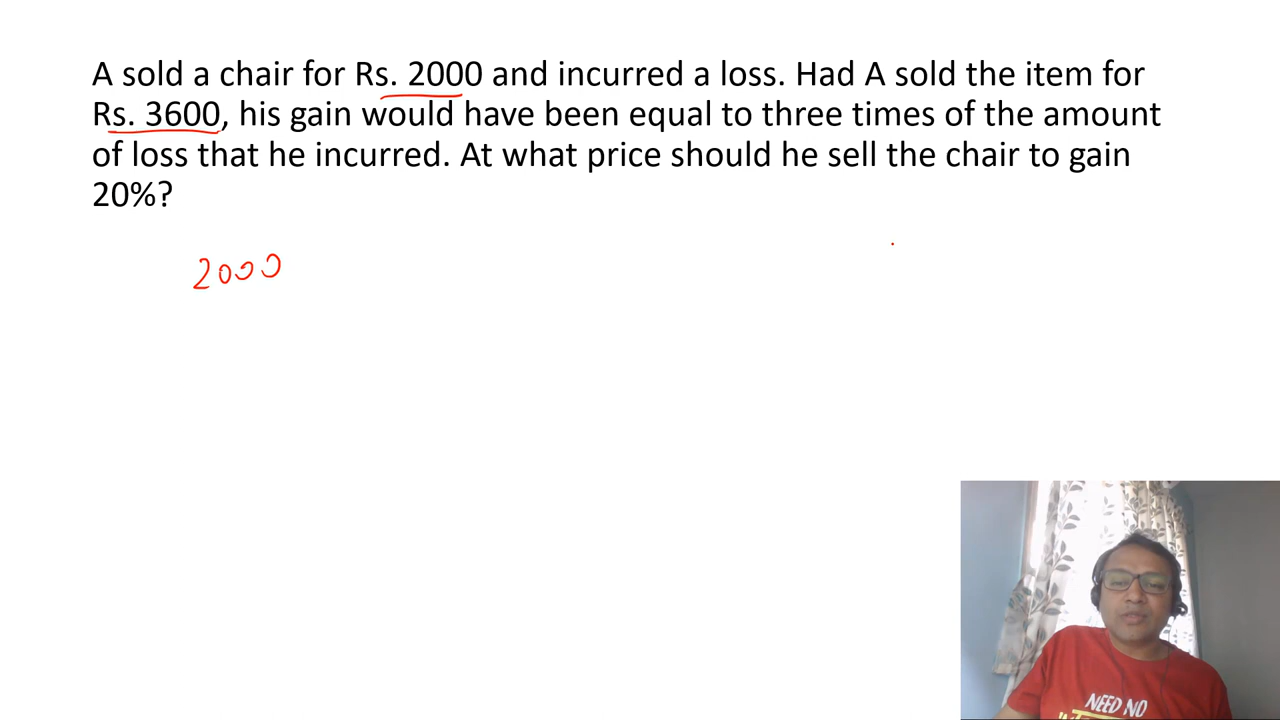 A sold a chair for Rs. 2000 and incurred a loss. Had A sold the item for
Rs. 3600, his gain would have been equal to three times of the amount
of loss that he incurred. At what price should he sell the chair to gain
20%?
2000
NEED NO